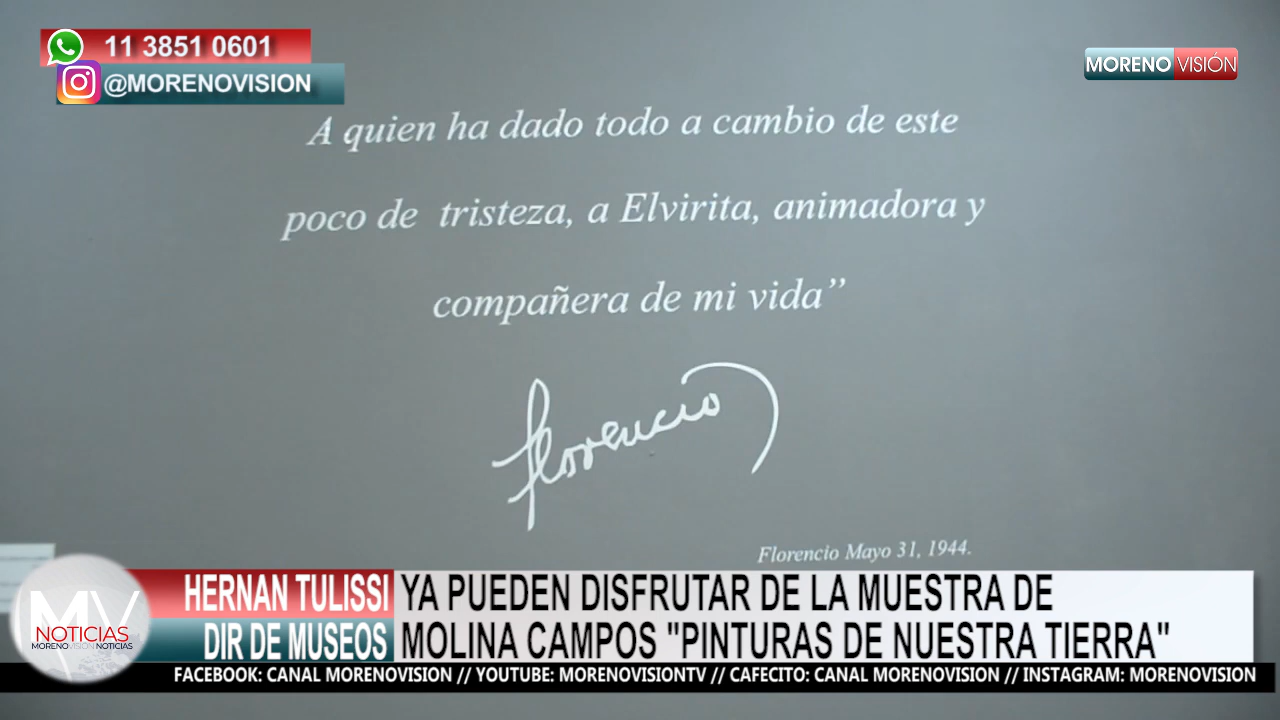 11 3851 0601
@MORENOVISION
MORENO VISIÓN
A quien ha dado todo a cambio de este
poco de tristeza, a Elvirita, animadora y
compañera de mi vida”
florencio
Florencio Mayo 31, 1944.
MV
NOTICIAS
MORENOVISIÓN NOTICIAS
HERNAN TULISSI
DIR DE MUSEOS
YA PUEDEN DISFRUTAR DE LA MUESTRA DE
MOLINA CAMPOS "PINTURAS DE NUESTRA TIERRA"
FACEBOOK: CANAL MORENOVISION // YOUTUBE: MORENOVISIONTV // CAFECITO: CANAL MORENOVISION // INSTAGRAM: MORENOVISION